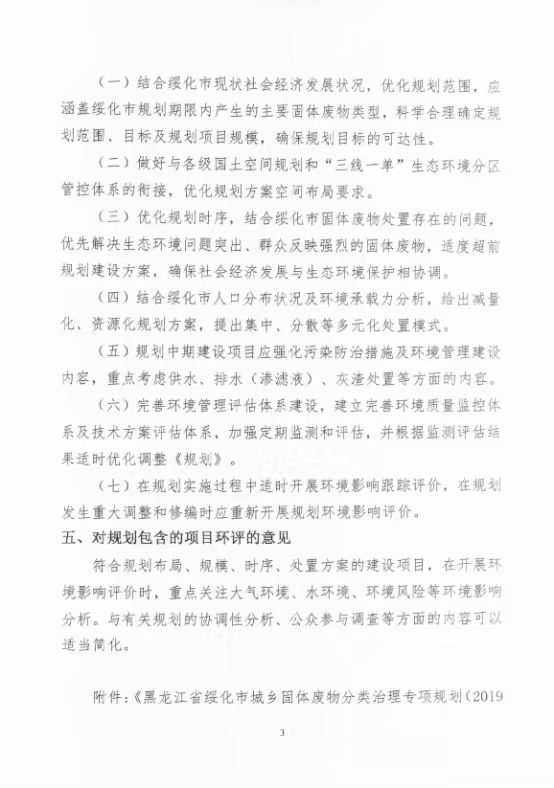 （一）结合绥化市现状社会经济发展状况，优化规划范围，应
涵盖绥化市规划期限内产生的主要固体废物类型，科学合理确定规
划范围、目标及规划项目规模，确保规划目标的可达性。
（二）做好与各级国土空间规划和“三线一单”生态环境分区
管控体系的衔接，优化规划方案空间布局要求。
（三）优化规划时序，结合绥化市固体废物处置存在的问题，
优先解决生态环境问题突出、群众反映强烈的固体废物，适度超前
规划建设方案，确保社会经济发展与生态环境保护相协调。
（四）结合绥化市人口分布状况及环境承载力分析，给出减量
化、资源化规划方案，提出集中、分散等多元化处置模式。
（五）规划中期建设项目应强化污染防治措施及环境管理建设
内容，重点考虑供水、排水（渗滤液）、灰渣处置等方面的内容。
（六）完善环境管理评估体系建设，建立完善环境质量监控体
系及技术方案评估体系，加强定期监测和评估，并根据监测评估结
果适时优化调整《规划》。
（七）在规划实施过程中适时开展环境影响跟踪评价，在规划
发生重大调整和修编时应重新开展规划环境影响评价。
五、对规划包含的项目环评的意见
符合规划布局、规模、时序、处置方案的建设项目，在开展环
境影响评价时，重点关注大气环境、水环境、环境风险等环境影响
分析。与有关规划的协调性分析、公众参与调查等方面的内容可以
适当简化。
附件：《黑龙江省绥化市城乡固体废物分类治理专项规划（2019
3